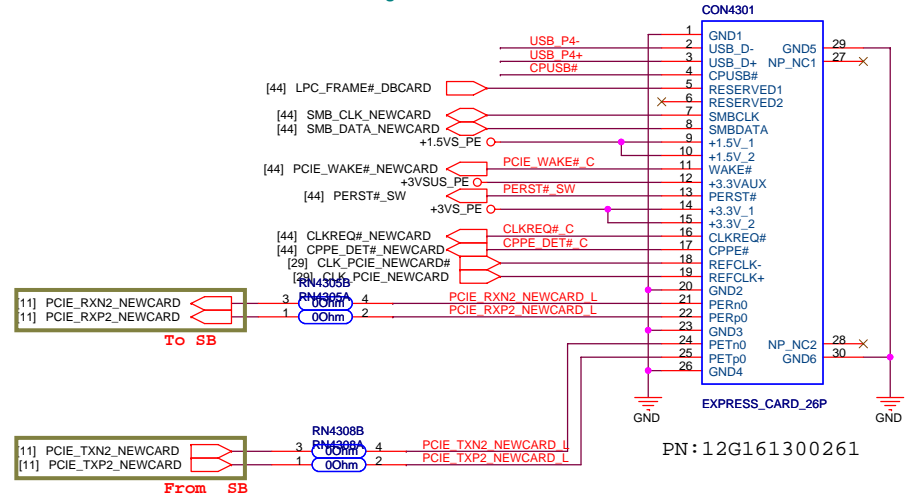 CON4301
1 GND1
USB_P4- 2 USB_D- GND5 29
USB_P4+ 3 USB_D+ NP_NC1 27
CPUSB# 4 CPUSB#
[44] LPC_FRAME#_DBCARD 5 RESERVED1
6 RESERVED2
[44] SMB_CLK_NEWCARD 7 SMBCLK
[44] SMB_DATA_NEWCARD 8 SMBDATA
+1.5VS_PE 9 +1.5V_1
10 +1.5V_2
[44] PCIE_WAKE#_NEWCARD PCIE_WAKE#_C 11 WAKE#
+3VSUS_PE 12 +3.3VAUX
[44] PERST#_SW PERST#_SW 13 PERST#
+3VS_PE 14 +3.3V_1
15 +3.3V_2
[44] CLKREQ#_NEWCARD CLKREQ#_C 16 CLKREQ#
[44] CPPE_DET#_NEWCARD CPPE_DET#_C 17 CPPE#
[29] CLK_PCIE_NEWCARD# 18 REFCLK-
[29] CLK_PCIE_NEWCARD 19 REFCLK+
RN4305B
20 GND2
RN4305A
[11] PCIE_RXN2_NEWCARD 3 0Ohm 4 PCIE_RXN2_NEWCARD_L 21 PERn0
[11] PCIE_RXP2_NEWCARD 1 0Ohm 2 PCIE_RXP2_NEWCARD_L 22 PERp0
23 GND3
To SB
24 PETn0 NP_NC2 28
25 PETp0 GND6 30
26 GND4
EXPRESS_CARD_26P
GND GND
RN4308B
RN4308A
[11] PCIE_TXN2_NEWCARD 3 0Ohm 4 PCIE_TXN2_NEWCARD_L
PN:12G161300261
[11] PCIE_TXP2_NEWCARD 1 0Ohm 2 PCIE_TXP2_NEWCARD_L
From SB